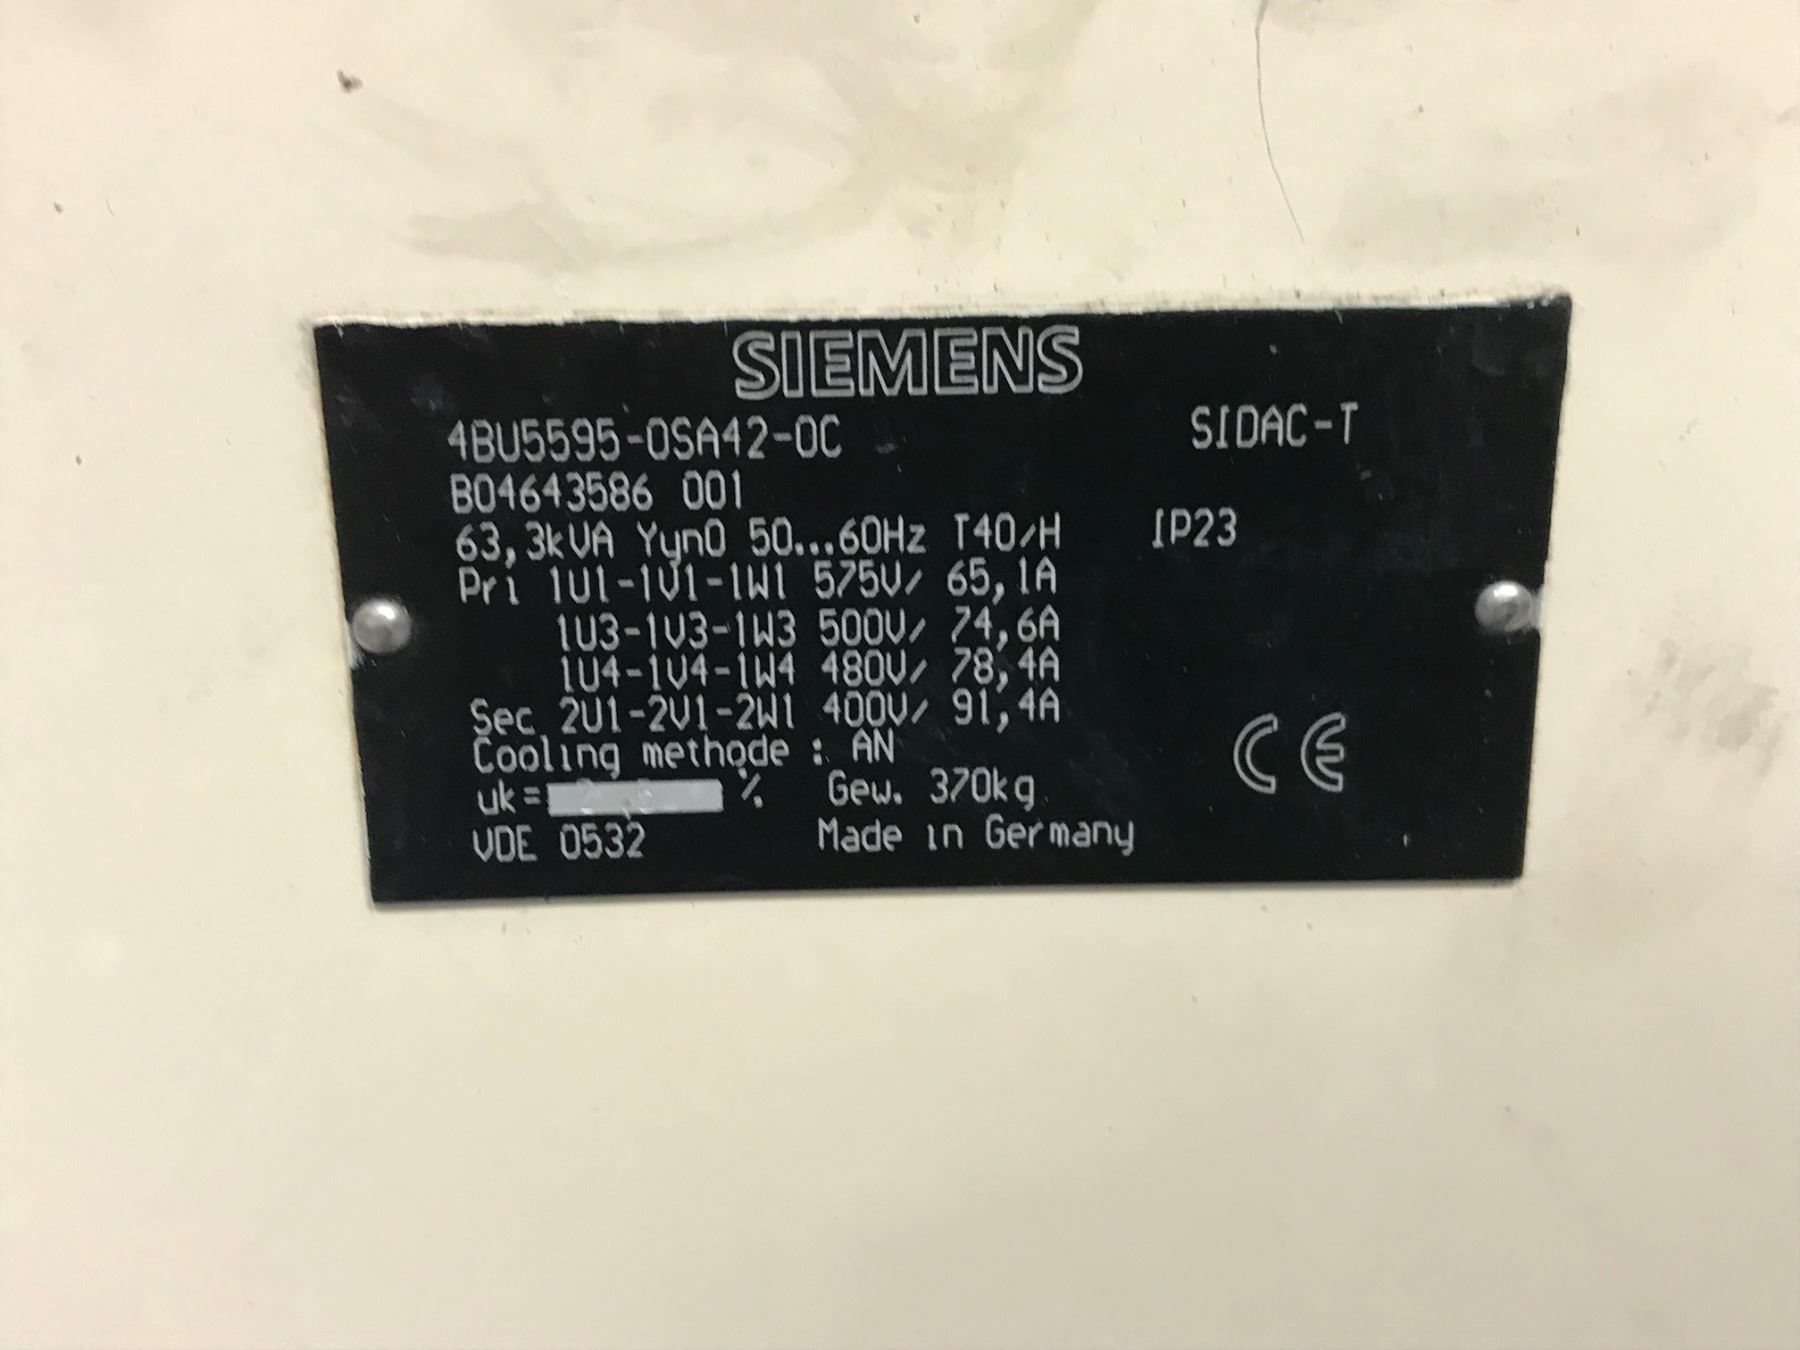 SIEMENS
4BU5595-0SA42-0C SIDAC-T
B04643586 001
63,3kVA Yyn0 50...60Hz T40/H IP23
Pri 1U1-1V1-1W1 575V/ 65,1A
1U3-1V3-1W3 500V/ 74,6A
1U4-1V4-1W4 480V/ 78,4A
Sec 2U1-2V1-2W1 400V/ 91,4A
Cooling methode : AN
uk= % Gew. 370kg
VDE 0532 Made in Germany
CE